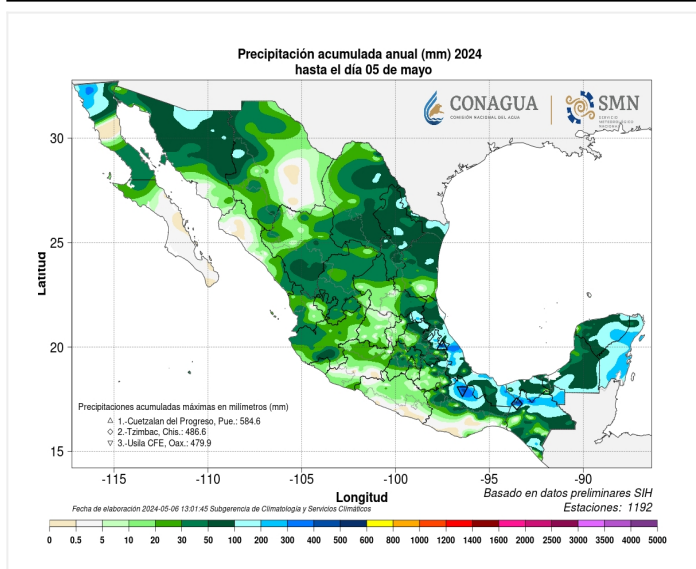 Precipitación acumulada anual (mm) 2024
hasta el día 05 de mayo
CONAGUA
COMISIÓN NACIONAL DEL AGUA
SMN
SERVICIO
METEOROLÓGICO
NACIONAL
30
25
20
15
Latitud
Precipitaciones acumuladas máximas en milímetros (mm)
△ 1.-Cuetzalan del Progreso, Pue.: 584.6
◇ 2.-Tzimbac, Chis.: 486.6
▽ 3.-Usila CFE, Oax.: 479.9
-115 -110 -105 -100 -95 -90
Longitud
Basado en datos preliminares SIH
Estaciones: 1192
Fecha de elaboración 2024-05-06 13:01:45 Subgerencia de Climatología y Servicios Climáticos
0 0.5 5 10 20 30 50 100 200 300 400 500 600 800 1000 1200 1400 1600 2000 2500 3000 3500 4000 5000